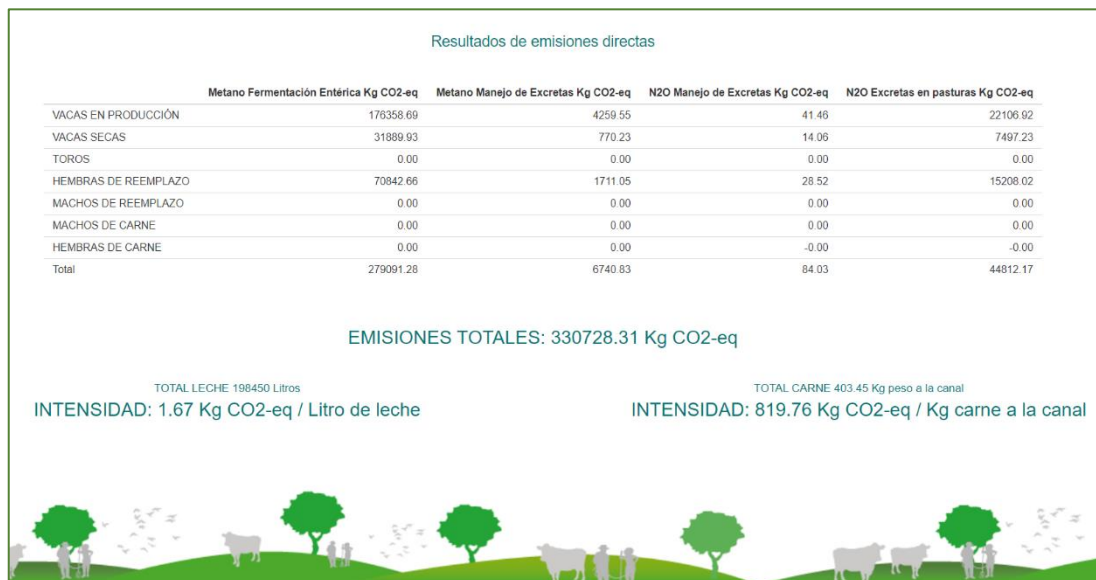 Resultados de emisiones directas
Metano Fermentación Entérica Kg CO2-eq Metano Manejo de Excretas Kg CO2-eq N2O Manejo de Excretas Kg CO2-eq N2O Excretas en pasturas Kg CO2-eq
VACAS EN PRODUCCIÓN 176358.69 4259.55 41.46 22106.92
VACAS SECAS 31889.93 770.23 14.06 7497.23
TOROS 0.00 0.00 0.00 0.00
HEMBRAS DE REEMPLAZO 70842.66 1711.05 28.52 15208.02
MACHOS DE REEMPLAZO 0.00 0.00 0.00 0.00
MACHOS DE CARNE 0.00 0.00 0.00 0.00
HEMBRAS DE CARNE 0.00 0.00 -0.00 -0.00
Total 279091.28 6740.83 84.03 44812.17
EMISIONES TOTALES: 330728.31 Kg CO2-eq
TOTAL LECHE 198450 Litros
INTENSIDAD: 1.67 Kg CO2-eq / Litro de leche
TOTAL CARNE 403.45 Kg peso a la canal
INTENSIDAD: 819.76 Kg CO2-eq / Kg carne a la canal